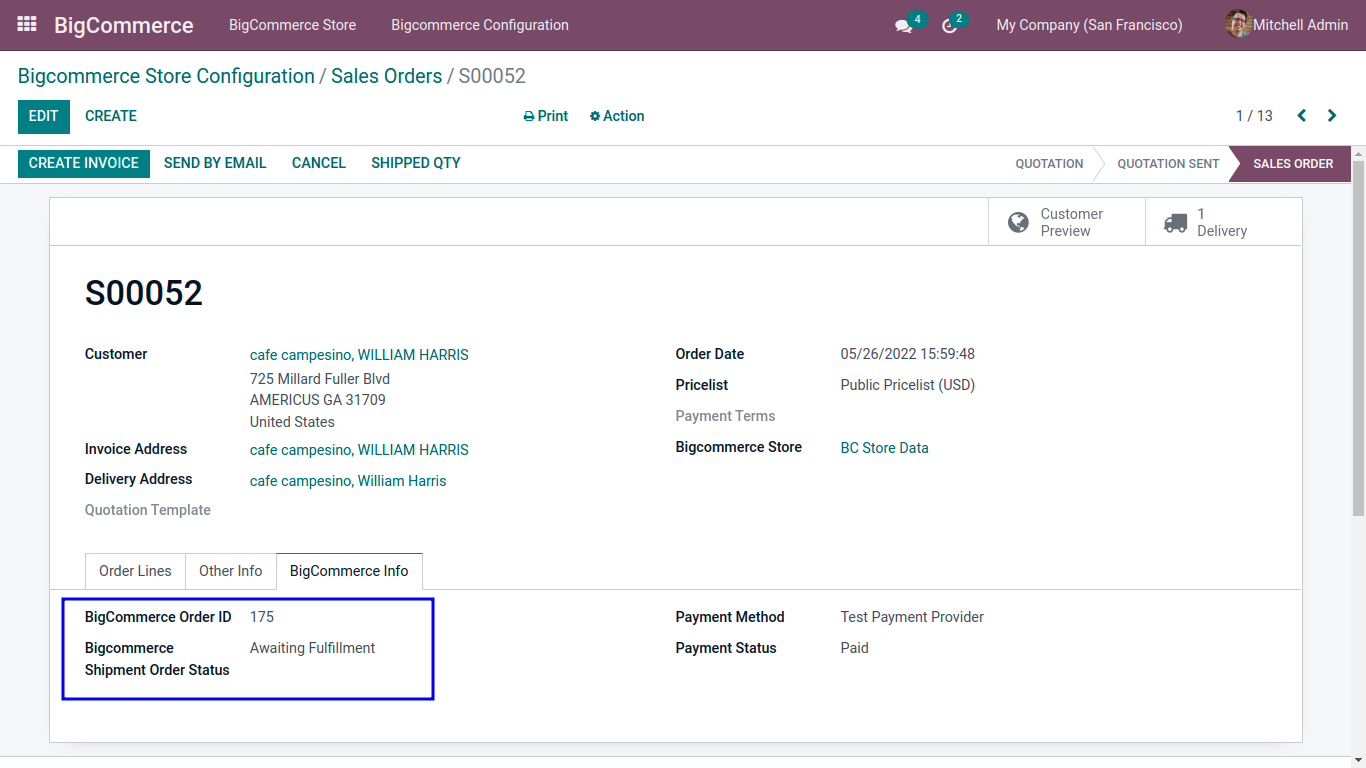 BigCommerce BigCommerce Store Bigcommerce Configuration 4 2 My Company (San Francisco) Mitchell Admin
Bigcommerce Store Configuration / Sales Orders / S00052
EDIT CREATE Print Action 1 / 13
CREATE INVOICE SEND BY EMAIL CANCEL SHIPPED QTY QUOTATION QUOTATION SENT SALES ORDER
Customer Preview
1 Delivery
S00052
Customer cafe campesino, WILLIAM HARRIS
725 Millard Fuller Blvd
AMERICUS GA 31709
United States
Invoice Address cafe campesino, WILLIAM HARRIS
Delivery Address cafe campesino, William Harris
Quotation Template
Order Date 05/26/2022 15:59:48
Pricelist Public Pricelist (USD)
Payment Terms
Bigcommerce Store BC Store Data
Order Lines Other Info BigCommerce Info
BigCommerce Order ID 175
Bigcommerce Awaiting Fulfillment
Shipment Order Status
Payment Method Test Payment Provider
Payment Status Paid